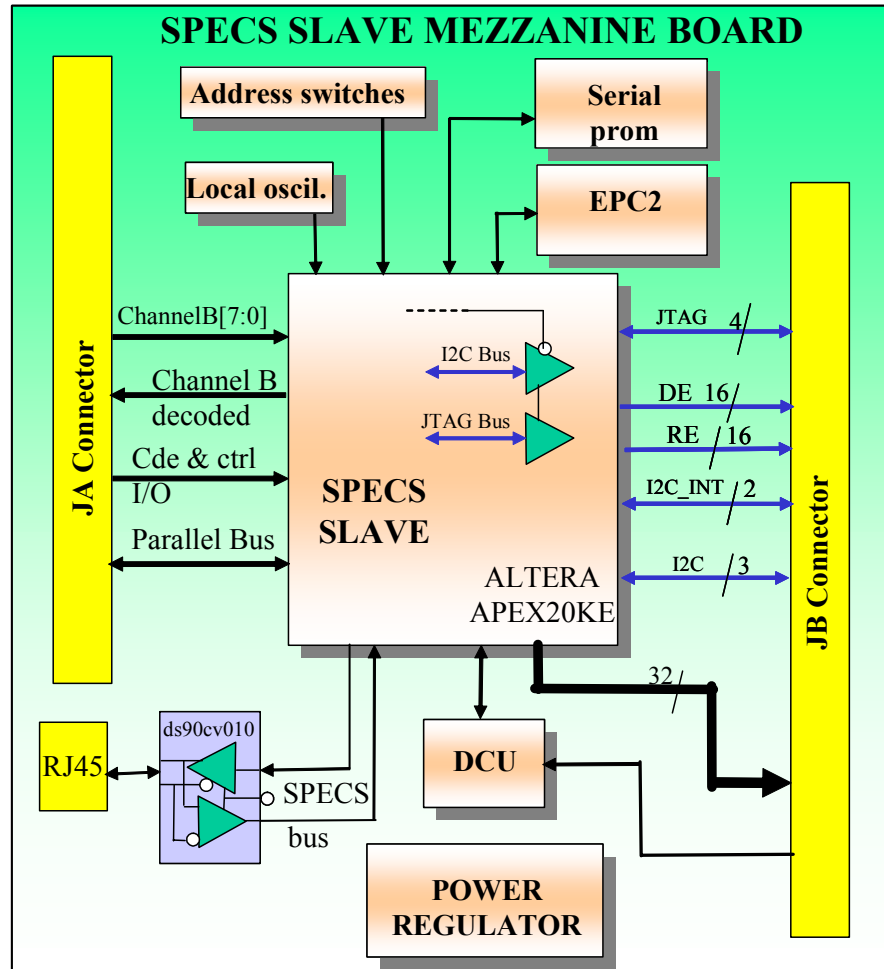 SPECS SLAVE MEZZANINE BOARD
Address switches
Serial
prom
Local oscil.
EPC2
JA Connector
ChannelB[7:0]
Channel B
decoded
Cde & ctrl
I/O
Parallel Bus
I2C Bus
JTAG Bus
SPECS
SLAVE
ALTERA
APEX20KE
JTAG 4
DE 16
RE 16
I2C_INT 2
I2C 3
JB Connector
32
RJ45
ds90cv010
SPECS
bus
DCU
POWER
REGULATOR